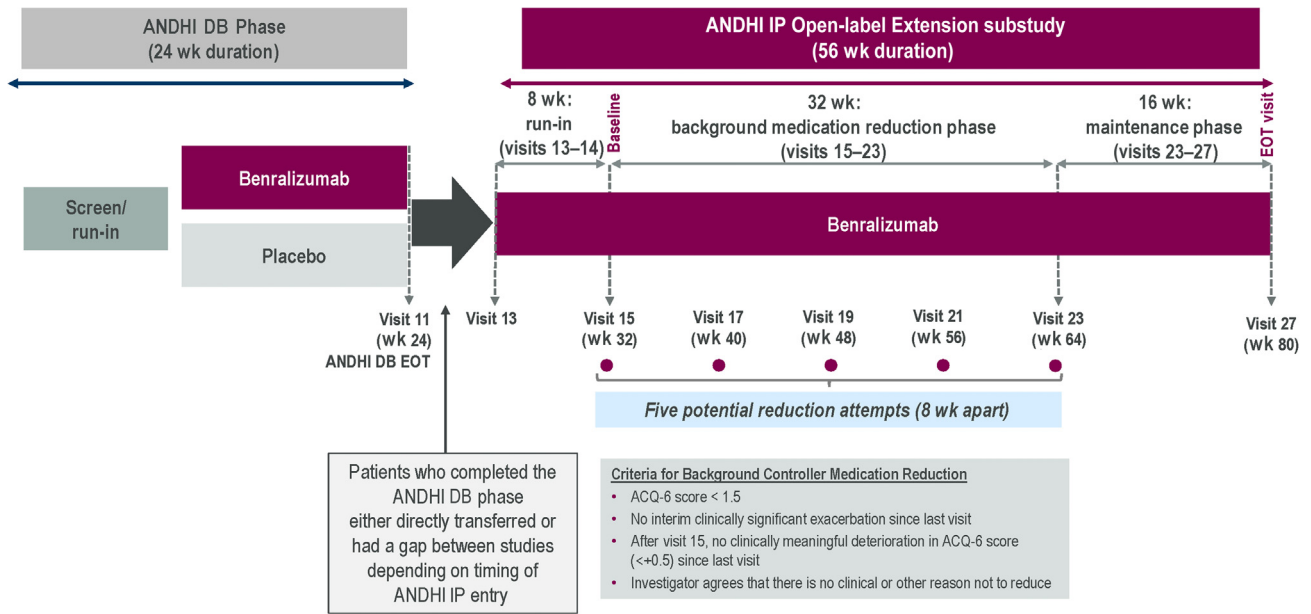 ANDHI DB Phase
(24 wk duration)
ANDHI IP Open-label Extension substudy
(56 wk duration)
8 wk:
run-in
(visits 13–14)
Baseline
32 wk:
background medication reduction phase
(visits 15–23)
16 wk:
maintenance phase
(visits 23–27)
EOT visit
Screen/
run-in
Benralizumab
Placebo
Benralizumab
Visit 11
(wk 24)
ANDHI DB EOT
Visit 13
Visit 15
(wk 32)
Visit 17
(wk 40)
Visit 19
(wk 48)
Visit 21
(wk 56)
Visit 23
(wk 64)
Visit 27
(wk 80)
Five potential reduction attempts (8 wk apart)
Patients who completed the
ANDHI DB phase
either directly transferred or
had a gap between studies
depending on timing of
ANDHI IP entry
Criteria for Background Controller Medication Reduction
• ACQ-6 score < 1.5
• No interim clinically significant exacerbation since last visit
• After visit 15, no clinically meaningful deterioration in ACQ-6 score
(<+0.5) since last visit
• Investigator agrees that there is no clinical or other reason not to reduce